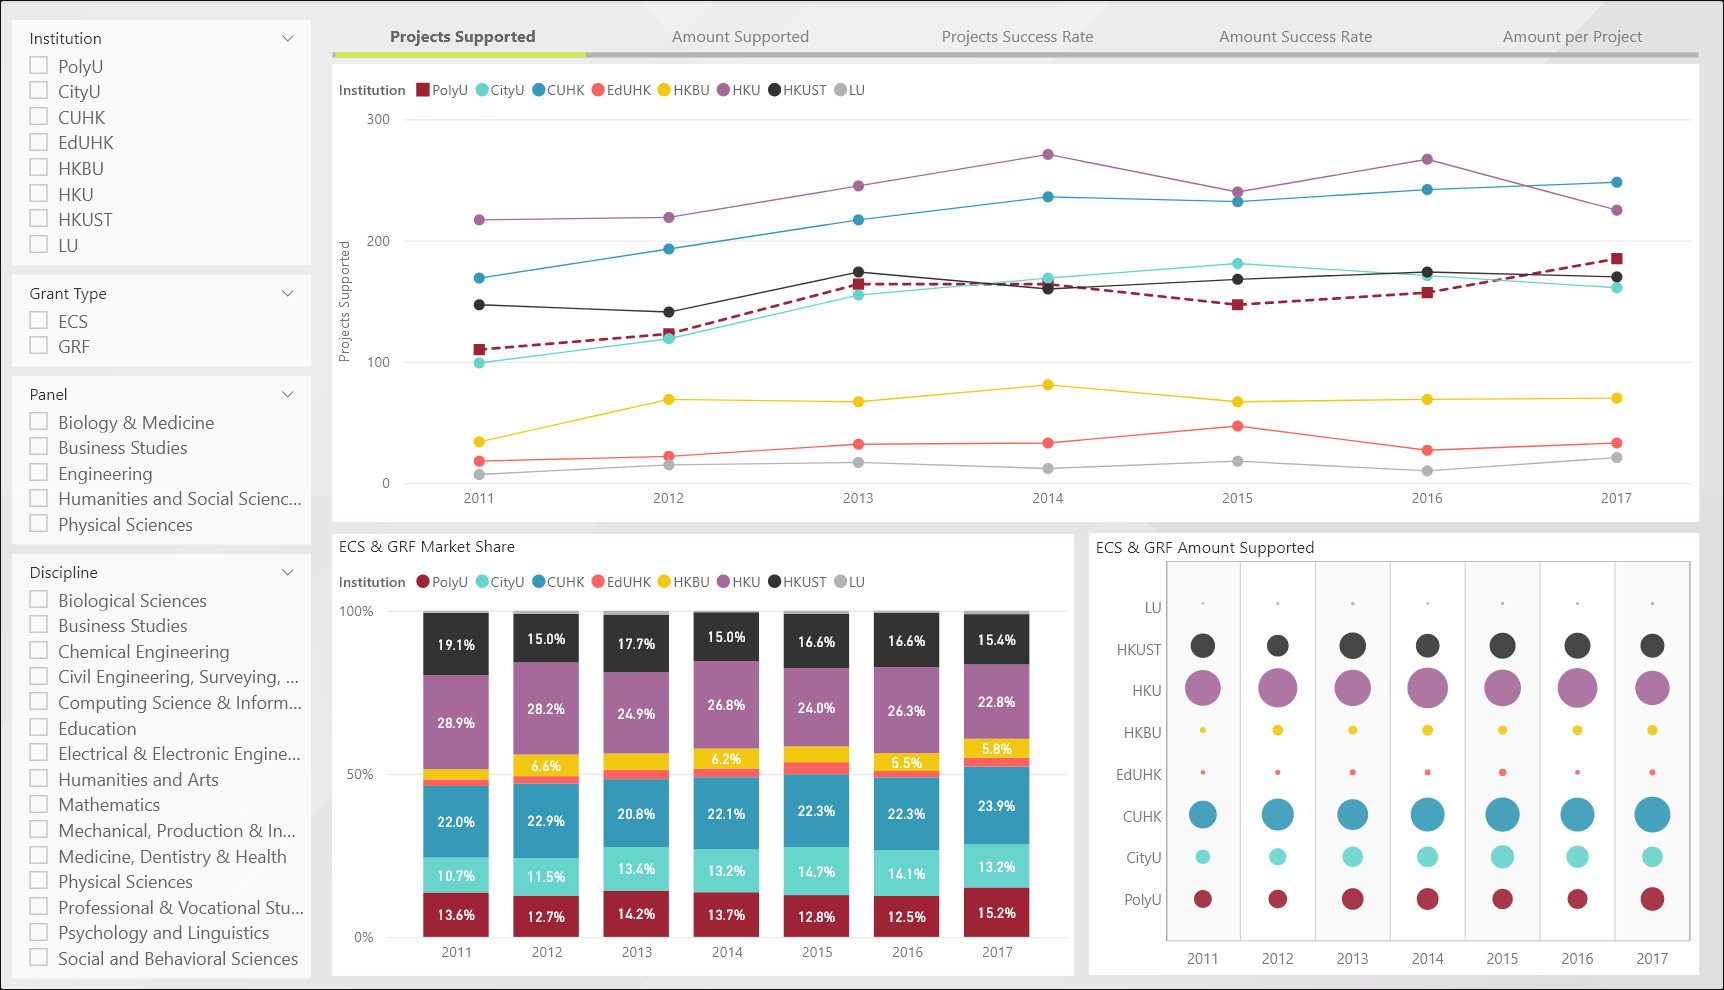 Institution
PolyU
CityU
CUHK
EdUHK
HKBU
HKU
HKUST
LU
Grant Type
ECS
GRF
Panel
Biology & Medicine
Business Studies
Engineering
Humanities and Social Scienc...
Physical Sciences
Discipline
Biological Sciences
Business Studies
Chemical Engineering
Civil Engineering, Surveying, ...
Computing Science & Inform...
Education
Electrical & Electronic Engine...
Humanities and Arts
Mathematics
Mechanical, Production & In...
Medicine, Dentistry & Health
Physical Sciences
Professional & Vocational Stu...
Psychology and Linguistics
Social and Behavioral Sciences
Projects Supported Amount Supported Projects Success Rate Amount Success Rate Amount per Project
Institution PolyU CityU CUHK EdUHK HKBU HKU HKUST LU
Projects Supported
300
200
100
0
2011 2012 2013 2014 2015 2016 2017
ECS & GRF Market Share
Institution PolyU CityU CUHK EdUHK HKBU HKU HKUST LU
100%
50%
0%
19.1% 15.0% 17.7% 15.0% 16.6% 16.6% 15.4%
28.9% 28.2% 24.9% 26.8% 24.0% 26.3% 22.8%
6.6% 6.2% 5.5% 5.8%
22.0% 22.9% 20.8% 22.1% 22.3% 22.3% 23.9%
10.7% 11.5% 13.4% 13.2% 14.7% 14.1% 13.2%
13.6% 12.7% 14.2% 13.7% 12.8% 12.5% 15.2%
2011 2012 2013 2014 2015 2016 2017
ECS & GRF Amount Supported
LU
HKUST
HKU
HKBU
EdUHK
CUHK
CityU
PolyU
2011 2012 2013 2014 2015 2016 2017